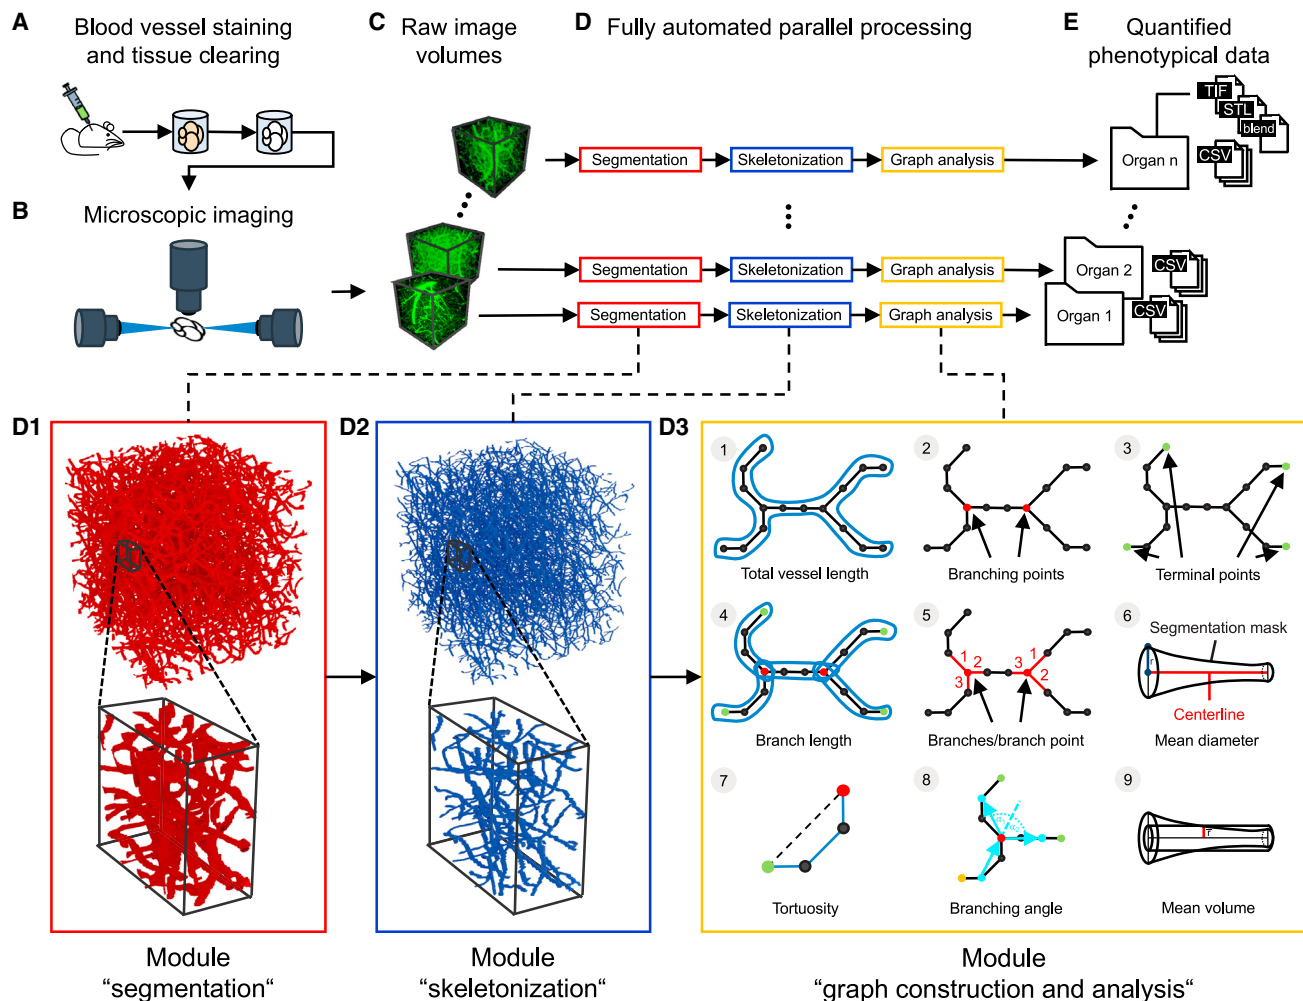 A
Blood vessel staining
and tissue clearing
B
Microscopic imaging
C
Raw image
volumes
D
Fully automated parallel processing
Segmentation
Skeletonization
Graph analysis
Segmentation
Skeletonization
Graph analysis
Segmentation
Skeletonization
Graph analysis
E
Quantified
phenotypical data
TIF
STL
blend
Organ n
CSV
Organ 2
CSV
Organ 1
CSV
D1
Module
"segmentation“
D2
Module
"skeletonization“
D3
1
Total vessel length
2
Branching points
3
Terminal points
4
Branch length
5
1
2
3
3
1
2
Branches/branch point
6
Segmentation mask
r
Centerline
Mean diameter
7
Tortuosity
8
α₁
α₂
Branching angle
9
r̅
Mean volume
Module
"graph construction and analysis“